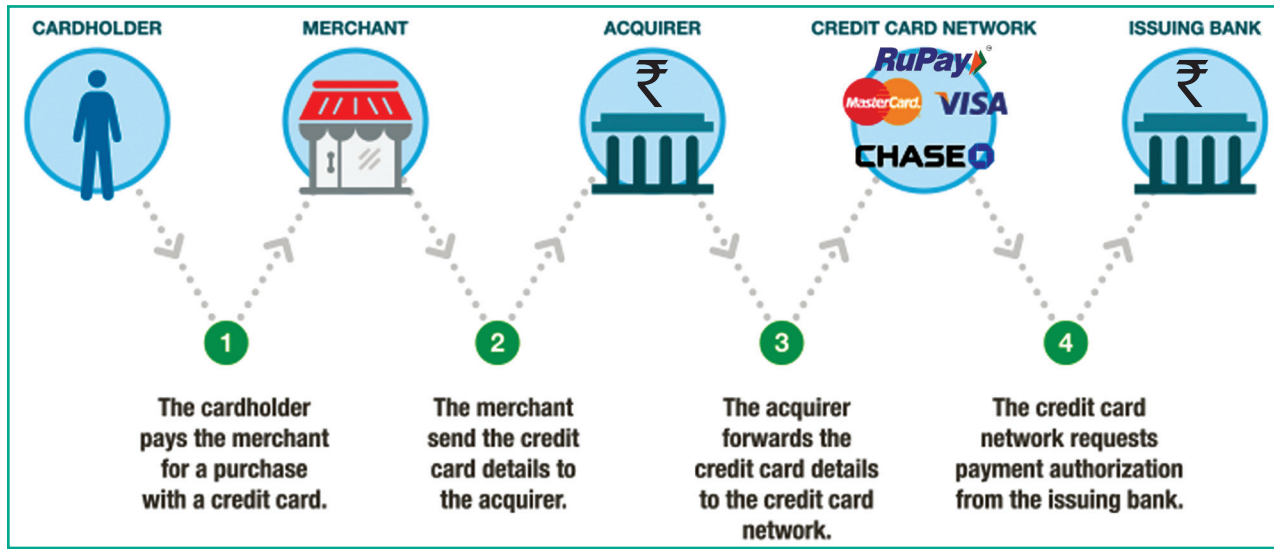 CARDHOLDER
MERCHANT
ACQUIRER
CREDIT CARD NETWORK
ISSUING BANK
₹
RuPay
MasterCard
VISA
CHASE
₹
1
The cardholder
pays the merchant
for a purchase
with a credit card.
2
The merchant
send the credit
card details to
the acquirer.
3
The acquirer
forwards the
credit card details
to the credit card
network.
4
The credit card
network requests
payment authorization
from the issuing bank.